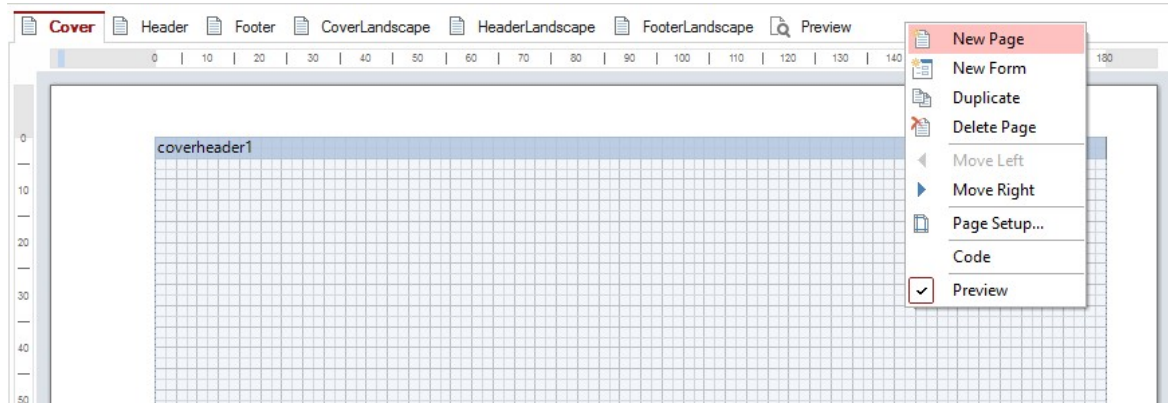 Cover Header Footer CoverLandscape HeaderLandscape FooterLandscape Preview
0 10 20 30 40 50 60 70 80 90 100 110 120 130 140 180
New Page
New Form
Duplicate
Delete Page
Move Left
Move Right
Page Setup...
Code
Preview
coverheader1
0
10
20
30
40
50